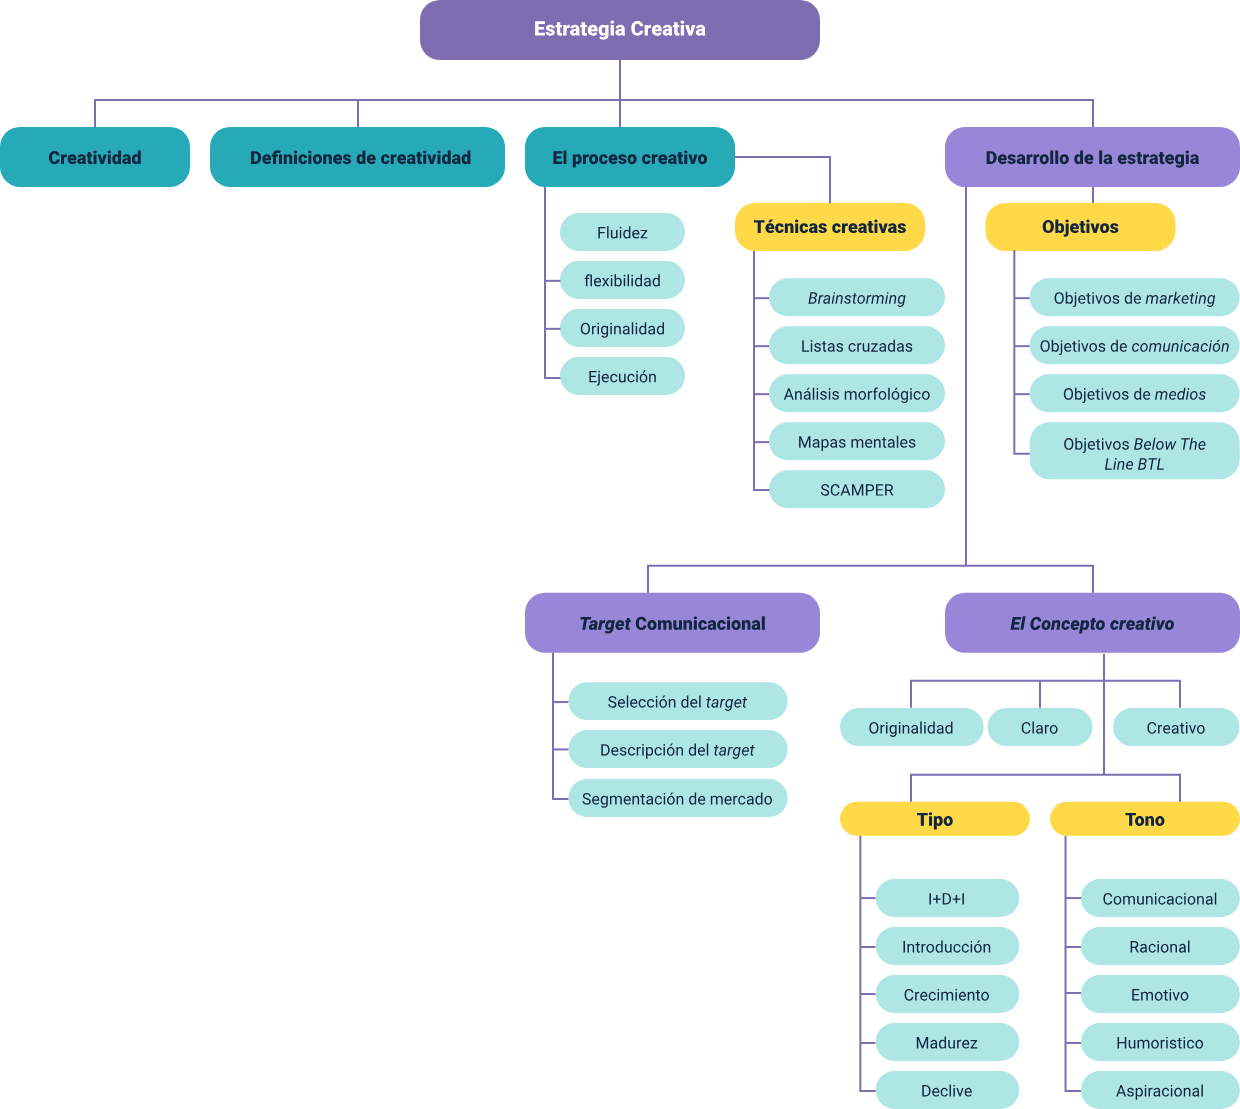 Estrategia Creativa
Creatividad
Definiciones de creatividad
El proceso creativo
Desarrollo de la estrategia
Fluidez
flexibilidad
Originalidad
Ejecución
Técnicas creativas
Brainstorming
Listas cruzadas
Análisis morfológico
Mapas mentales
SCAMPER
Objetivos
Objetivos de marketing
Objetivos de comunicación
Objetivos de medios
Objetivos Below The
Line BTL
Target Comunicacional
Selección del target
Descripción del target
Segmentación de mercado
El Concepto creativo
Originalidad
Claro
Creativo
Tipo
I+D+I
Introducción
Crecimiento
Madurez
Declive
Tono
Comunicacional
Racional
Emotivo
Humoristico
Aspiracional